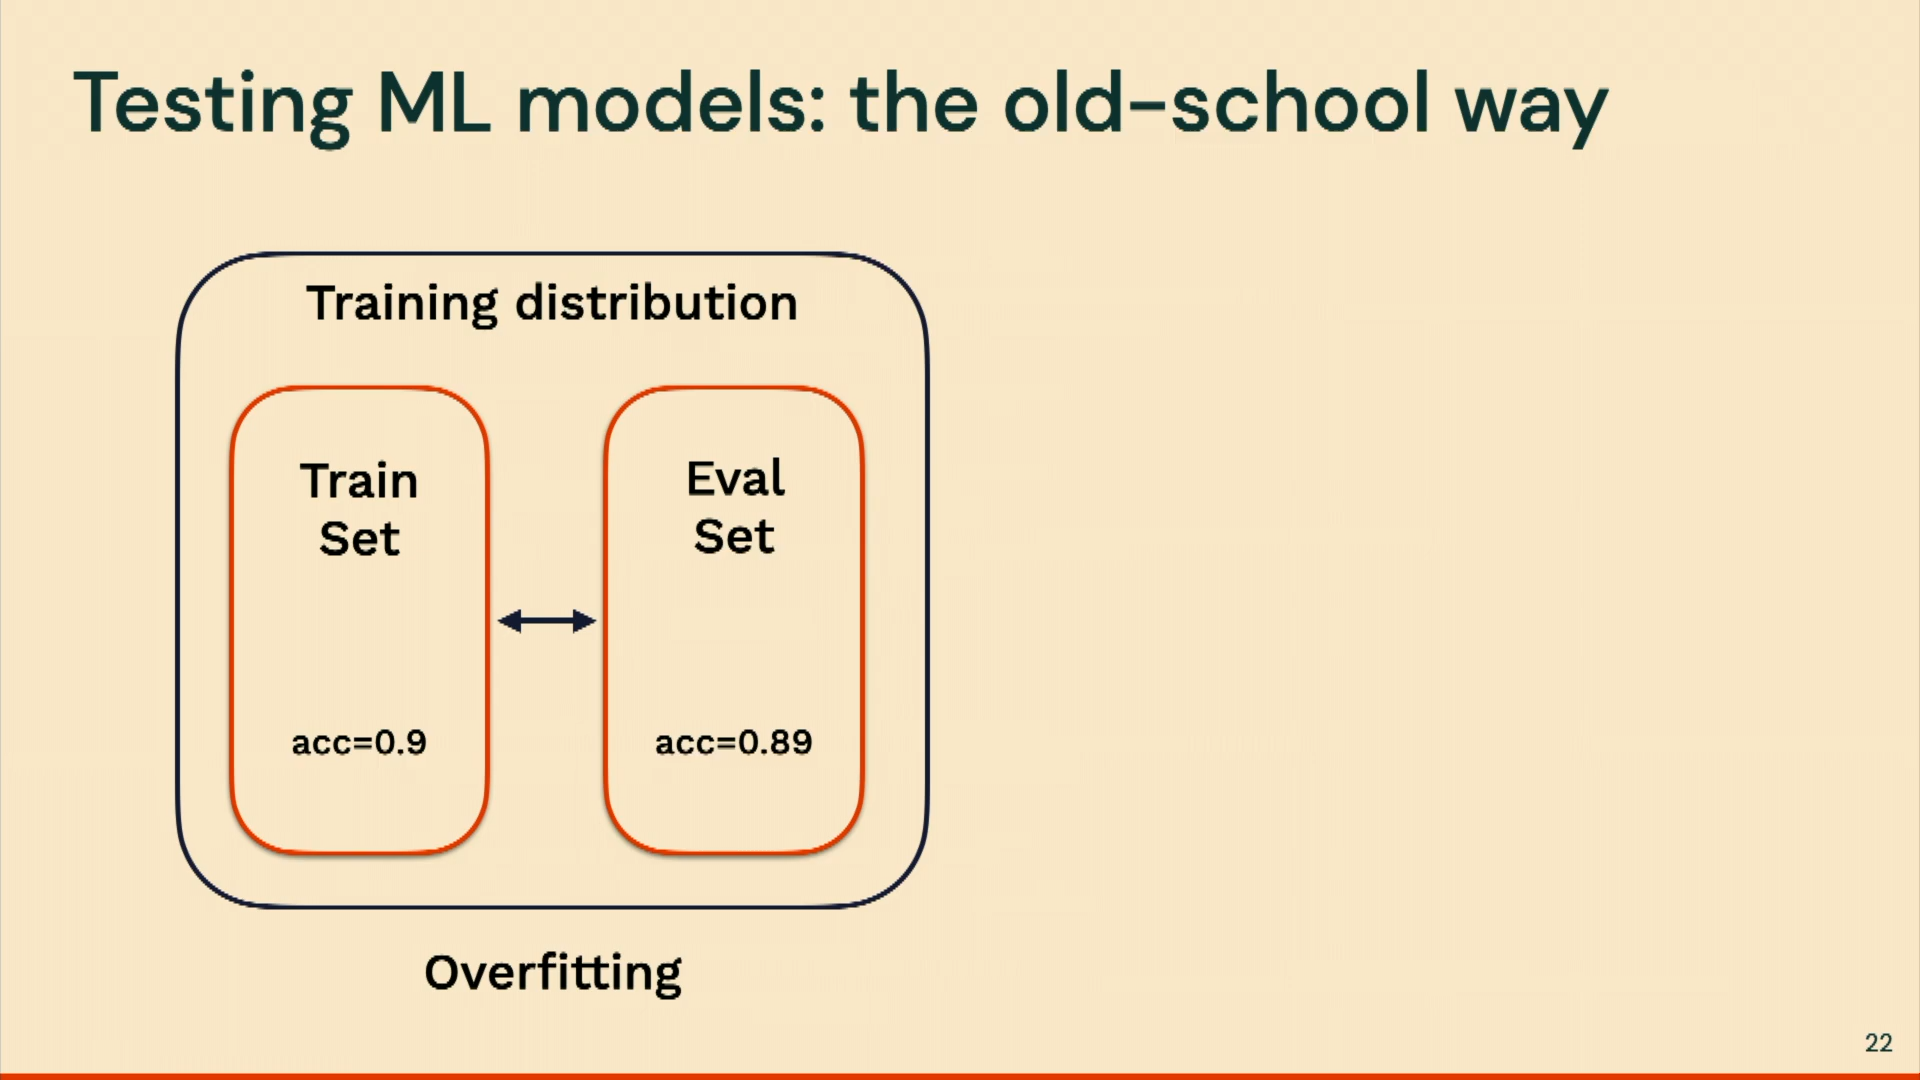 Testing ML models: the old-school way
Training distribution
Train
Set
acc=0.9
Eval
Set
acc=0.89
Overfitting
22